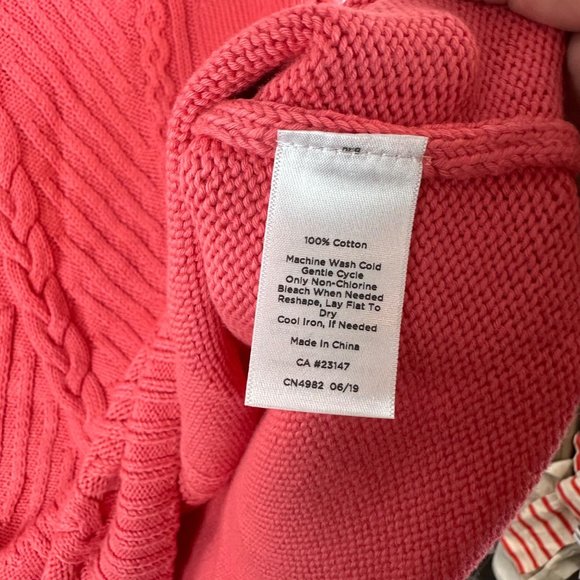 100% Cotton
Machine Wash Cold
Gentle Cycle
Only Non-Chlorine
Bleach When Needed
Reshape, Lay Flat To
Dry
Cool Iron, If Needed
Made In China
CA #23147
CN4982 06/19